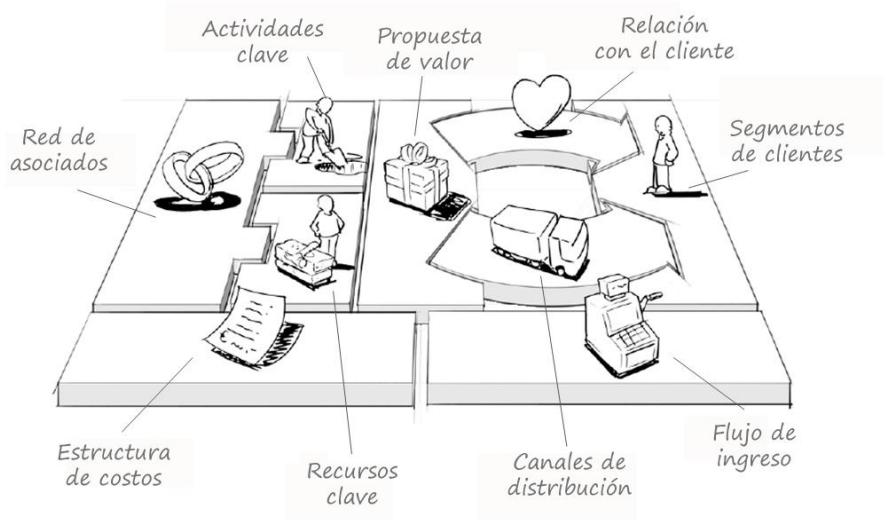 Actividades
clave
Propuesta
de valor
Relación
con el cliente
Red de
asociados
Segmentos
de clientes
Estructura
de costos
Recursos
clave
Canales de
distribución
Flujo de
ingreso